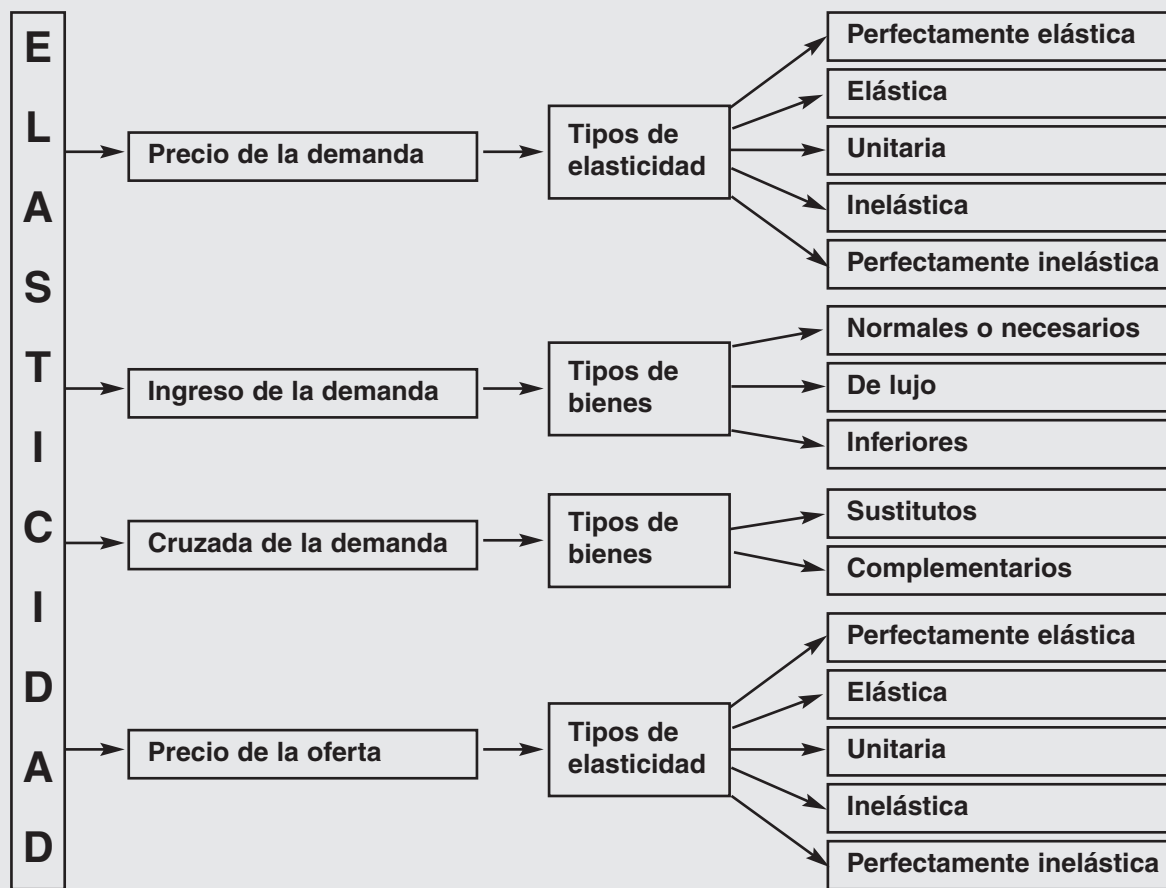 ELASTICIDAD
Precio de la demanda
Tipos de
elasticidad
Perfectamente elástica
Elástica
Unitaria
Inelástica
Perfectamente inelástica
Ingreso de la demanda
Tipos de
bienes
Normales o necesarios
De lujo
Inferiores
Cruzada de la demanda
Tipos de
bienes
Sustitutos
Complementarios
Precio de la oferta
Tipos de
elasticidad
Perfectamente elástica
Elástica
Unitaria
Inelástica
Perfectamente inelástica